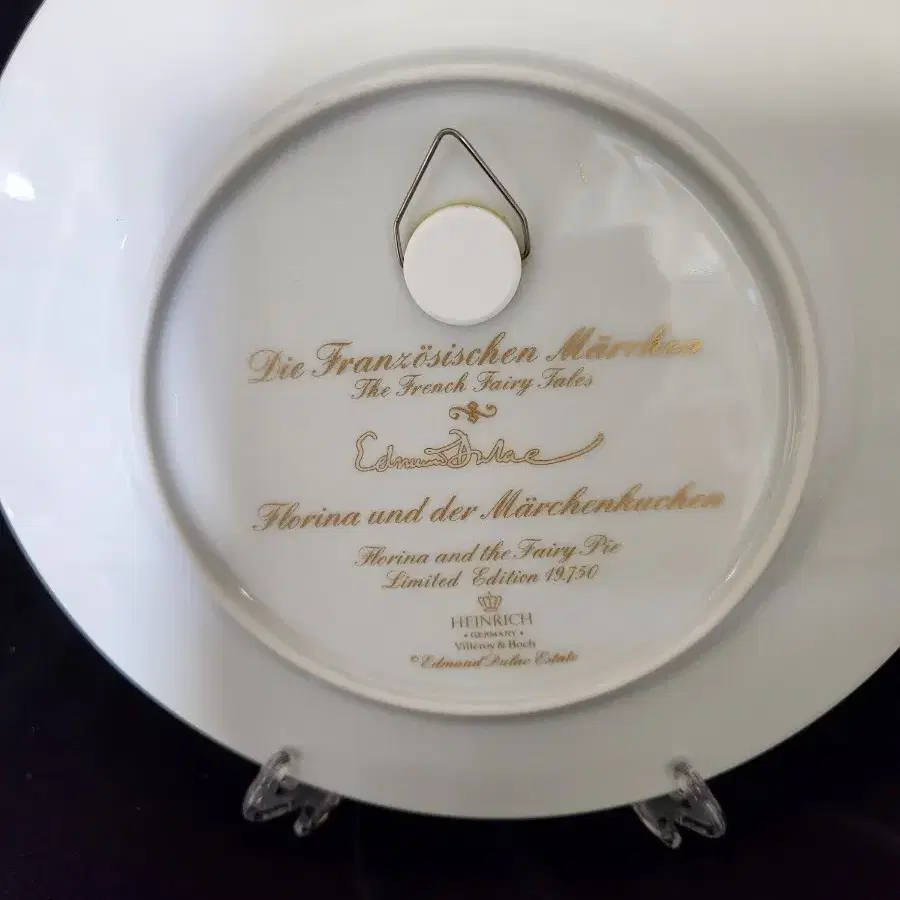 Die Französischen Märchen
The French Fairy Tales
Edmund Dulac
Florina und der Märchenkuchen
Florina and the Fairy Pie
Limited Edition 19,750
HEINRICH
• GERMANY •
Villeroy & Boch
© Edmund Dulac Estate